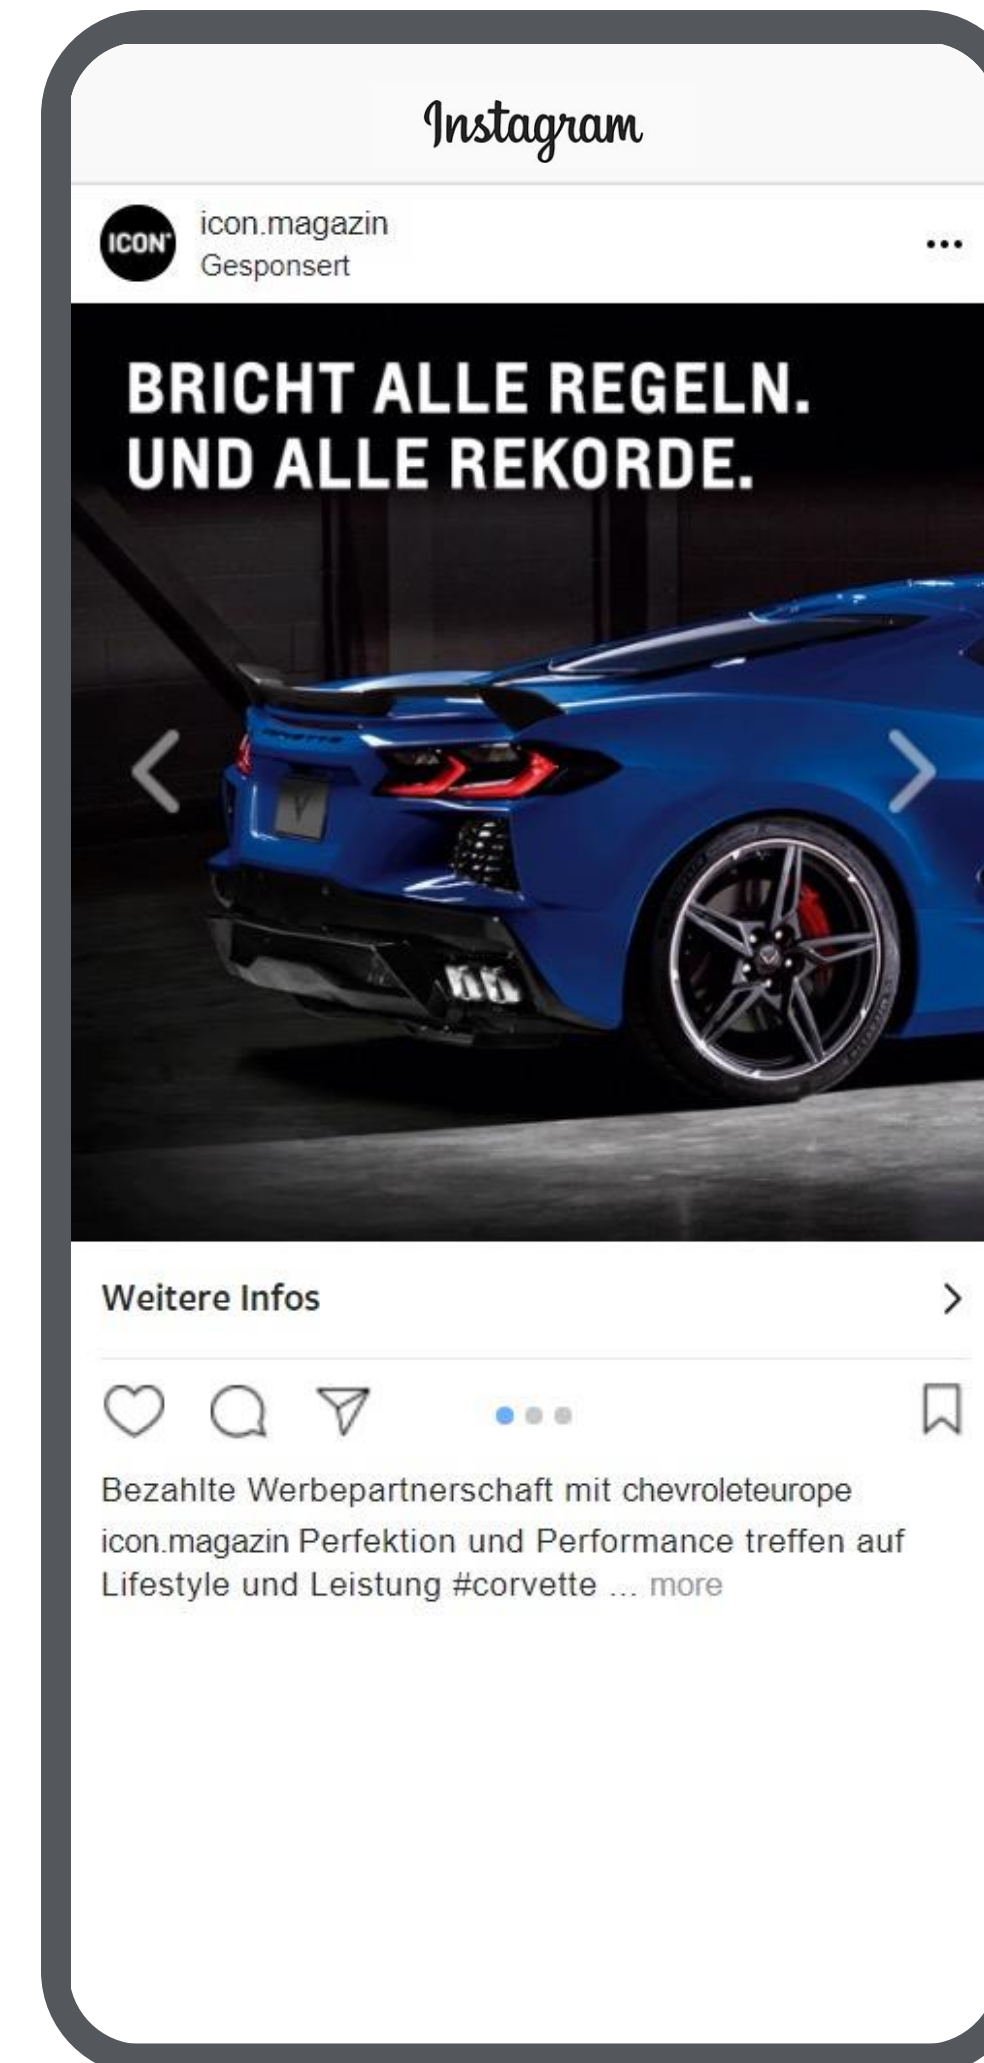 Instagram
ICON
icon.magazin
Gesponsert
BRICHT ALLE REGELN.
UND ALLE REKORDE.
CORVETTE
Weitere Infos
Bezahlte Werbepartnerschaft mit chevroleteurope
icon.magazin Perfektion und Performance treffen auf
Lifestyle und Leistung #corvette ... more